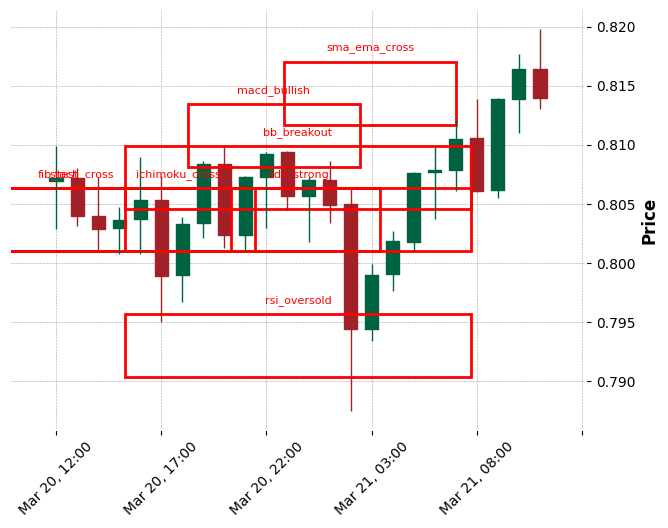 sma_ema_cross
macd_bullish
bb_breakout
ichimoku_cross
rsi_oversold
0.820
0.815
0.810
0.805
0.800
0.795
0.790
Price
Mar 20, 12:00
Mar 20, 17:00
Mar 20, 22:00
Mar 21, 03:00
Mar 21, 08:00